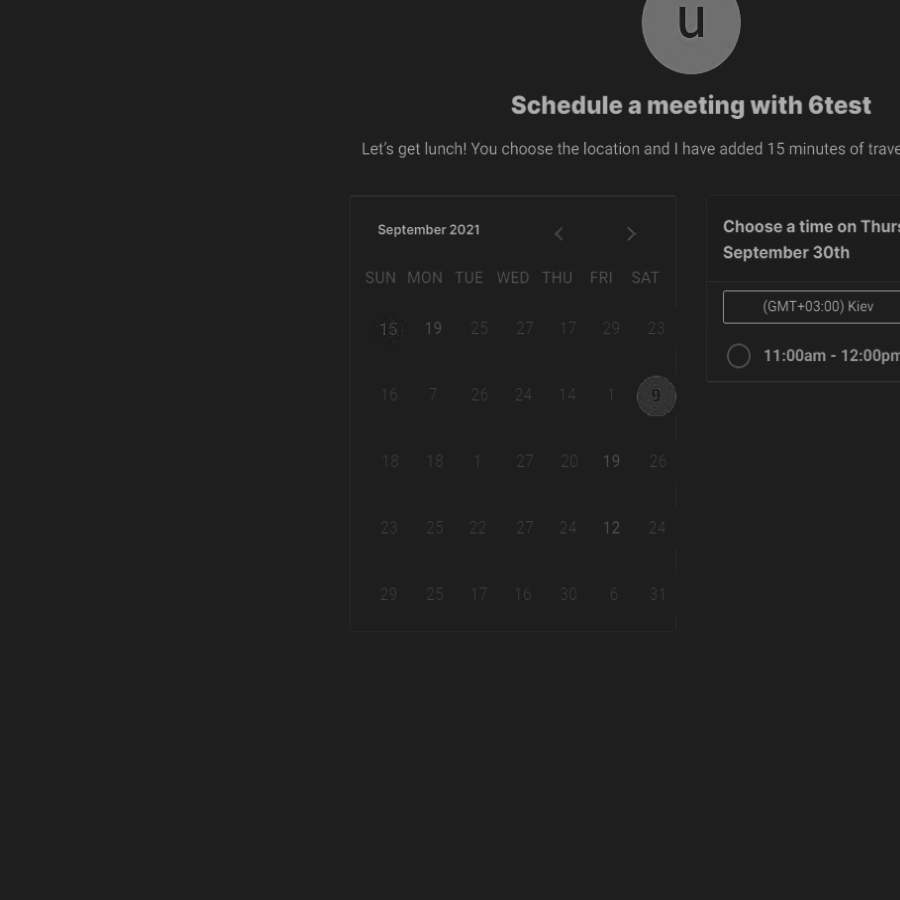 u
Schedule a meeting with 6test
Let's get lunch! You choose the location and I have added 15 minutes of trave
September 2021
SUN MON TUE WED THU FRI SAT
15 19 25 27 17 29 23
16 7 26 24 14 1 9
18 18 1 27 20 19 26
23 25 22 27 24 12 24
29 25 17 16 30 6 31
Choose a time on Thurs
September 30th
(GMT+03:00) Kiev
11:00am - 12:00pm